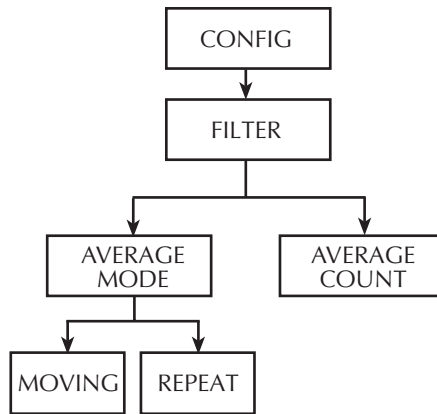 CONFIG
FILTER
AVERAGE
MODE
AVERAGE
COUNT
MOVING
REPEAT